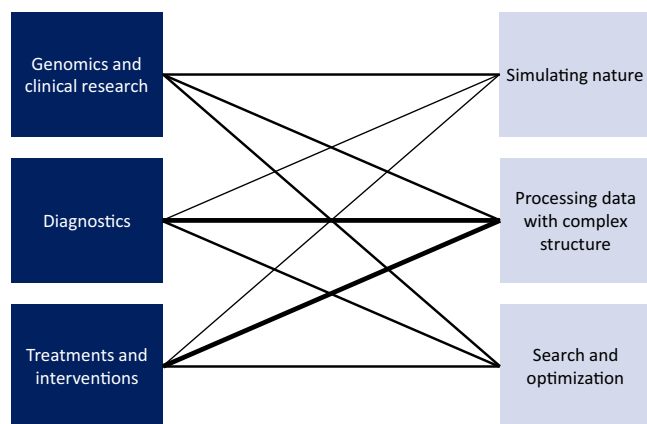 Genomics and
clinical research
Simulating nature
Diagnostics
Processing data
with complex
structure
Treatments and
interventions
Search and
optimization